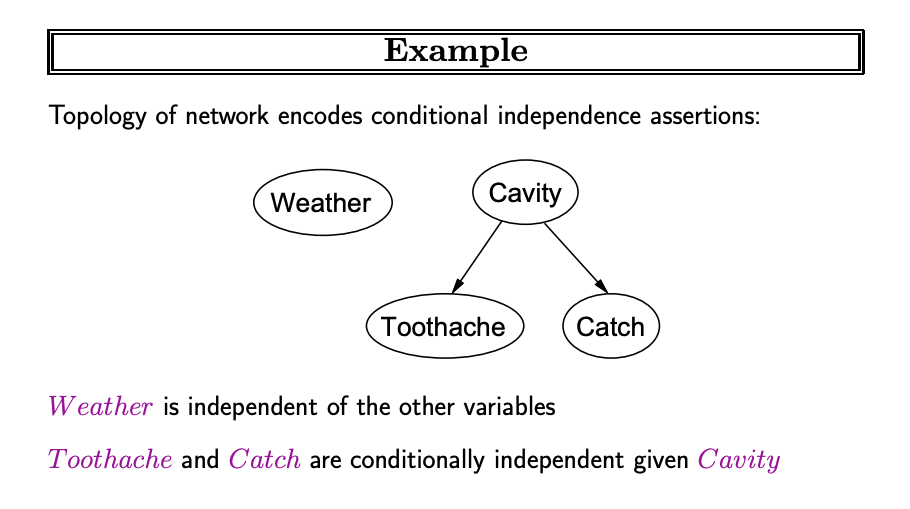 Example
Topology of network encodes conditional independence assertions:
Weather
Cavity
Toothache
Catch
Weather is independent of the other variables
Toothache and Catch are conditionally independent given Cavity